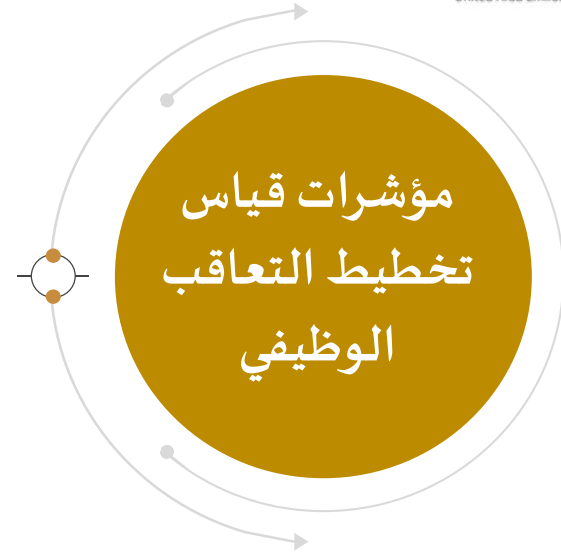 مؤشرات قياس
تخطيط التعاقب
الوظيفي